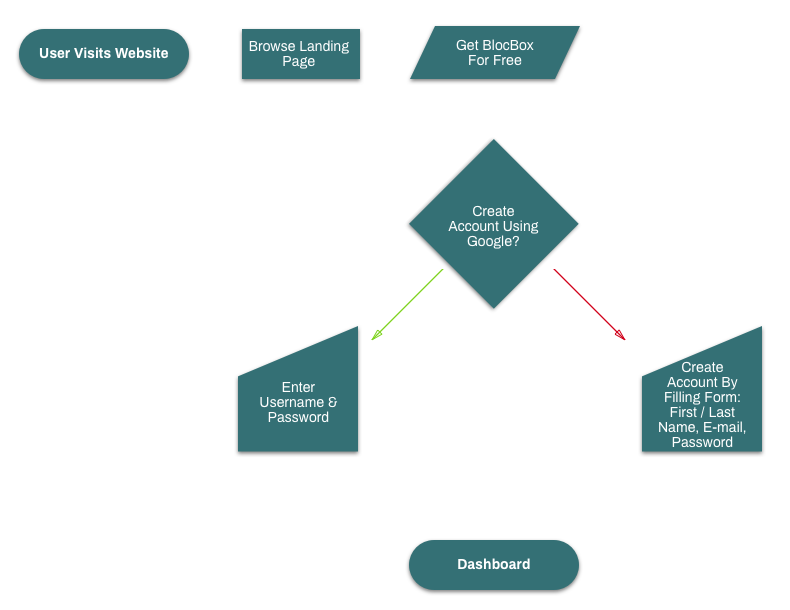 User Visits Website
Browse Landing
Page
Get BlocBox
For Free
Create
Account Using
Google?
Enter
Username &
Password
Create
Account By
Filling Form:
First / Last
Name, E-mail,
Password
Dashboard